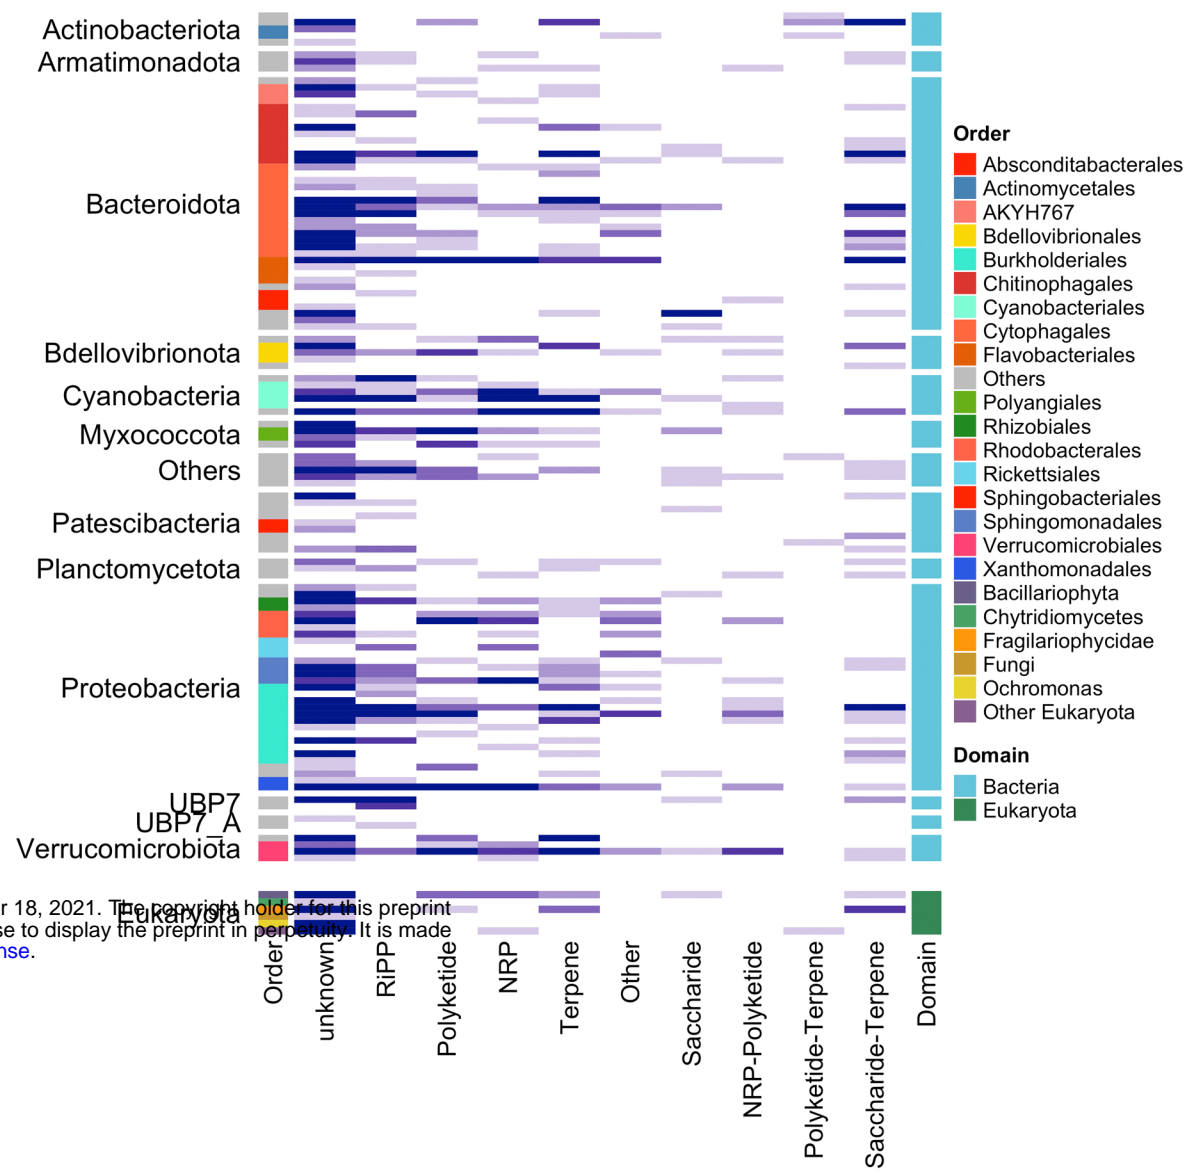 Actinobacteriota
Armatimonadota
Bacteroidota
Bdellovibrionota
Cyanobacteria
Myxococcota
Others
Patescibacteria
Planctomycetota
Proteobacteria
UBP7
UBP7_A
Verrucomicrobiota
Eukaryota
r 18, 2021. The copyright holder for this preprint
se to display the preprint in perpetuity. It is made
nse.
Order
unknown
RiPP
Polyketide
NRP
Terpene
Other
Saccharide
NRP-Polyketide
Polyketide-Terpene
Saccharide-Terpene
Domain
Order
Absconditabacterales
Actinomycetales
AKYH767
Bdellovibrionales
Burkholderiales
Chitinophagales
Cyanobacteriales
Cytophagales
Flavobacteriales
Others
Polyangiales
Rhizobiales
Rhodobacterales
Rickettsiales
Sphingobacteriales
Sphingomonadales
Verrucomicrobiales
Xanthomonadales
Bacillariophyta
Chytridiomycetes
Fragilariophycidae
Fungi
Ochromonas
Other Eukaryota
Domain
Bacteria
Eukaryota